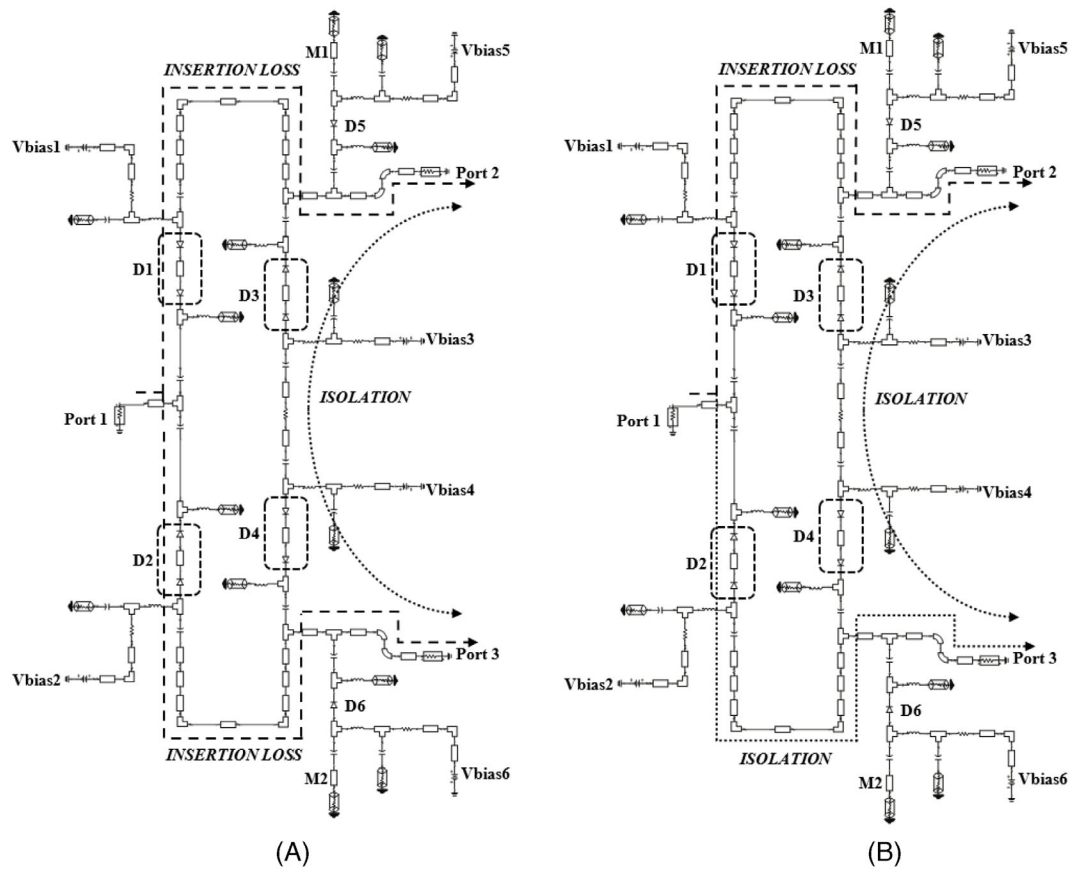 M1
Vbias5
INSERTION LOSS
D5
Vbias1
Port 2
D1
D3
Vbias3
ISOLATION
Port 1
Vbias4
D4
D2
Port 3
Vbias2
D6
INSERTION LOSS
M2
Vbias6
(A)
M1
Vbias5
INSERTION LOSS
D5
Vbias1
Port 2
D1
D3
Vbias3
ISOLATION
Port 1
Vbias4
D4
D2
Port 3
Vbias2
D6
ISOLATION
M2
Vbias6
(B)